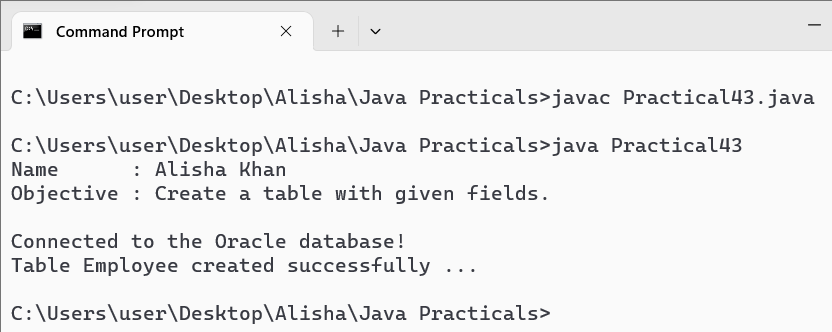 Command Prompt
C:\Users\user\Desktop\Alisha\Java Practicals>javac Practical43.java
C:\Users\user\Desktop\Alisha\Java Practicals>java Practical43
Name      : Alisha Khan
Objective : Create a table with given fields.
Connected to the Oracle database!
Table Employee created successfully ...
C:\Users\user\Desktop\Alisha\Java Practicals>